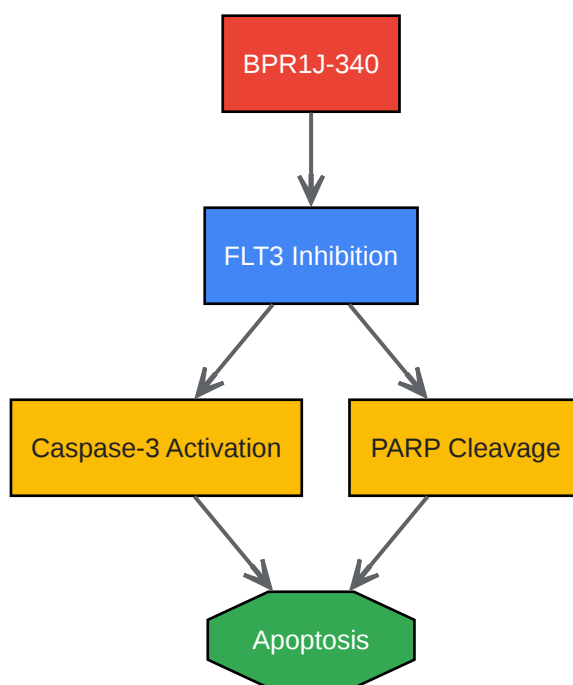 BPR1J-340
FLT3 Inhibition
Caspase-3 Activation
PARP Cleavage
Apoptosis